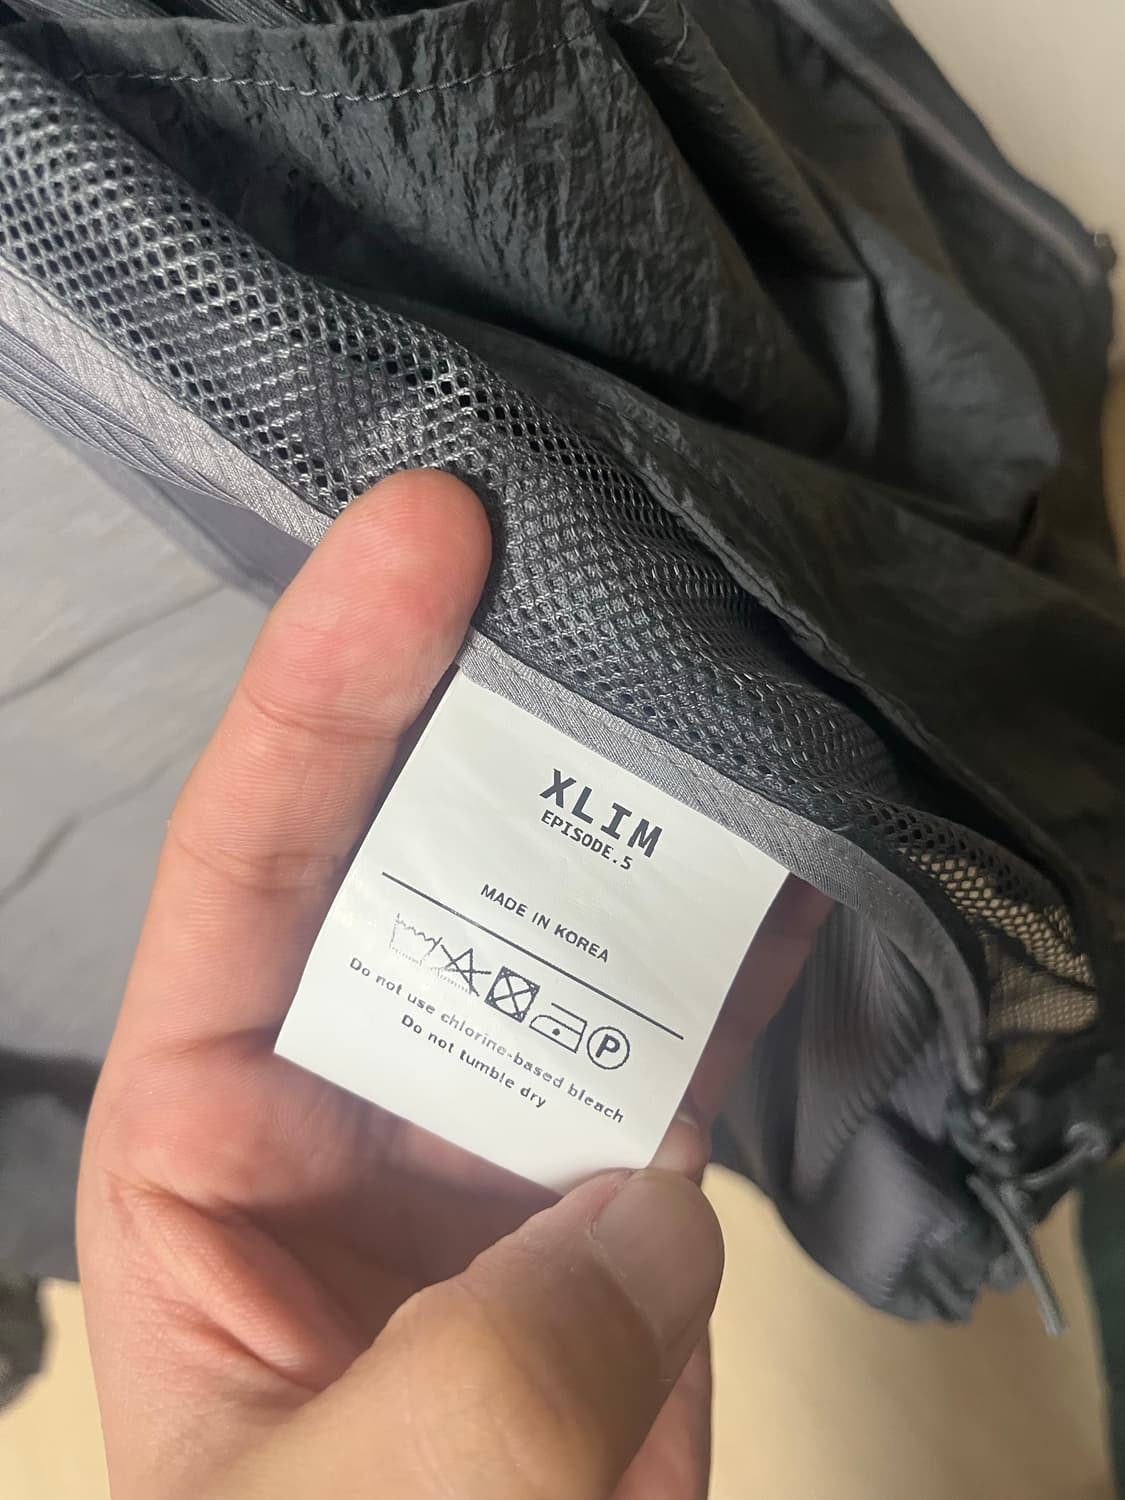 XLIM
EPISODE.5
MADE IN KOREA
P
Do not use chlorine-based bleach
Do not tumble dry